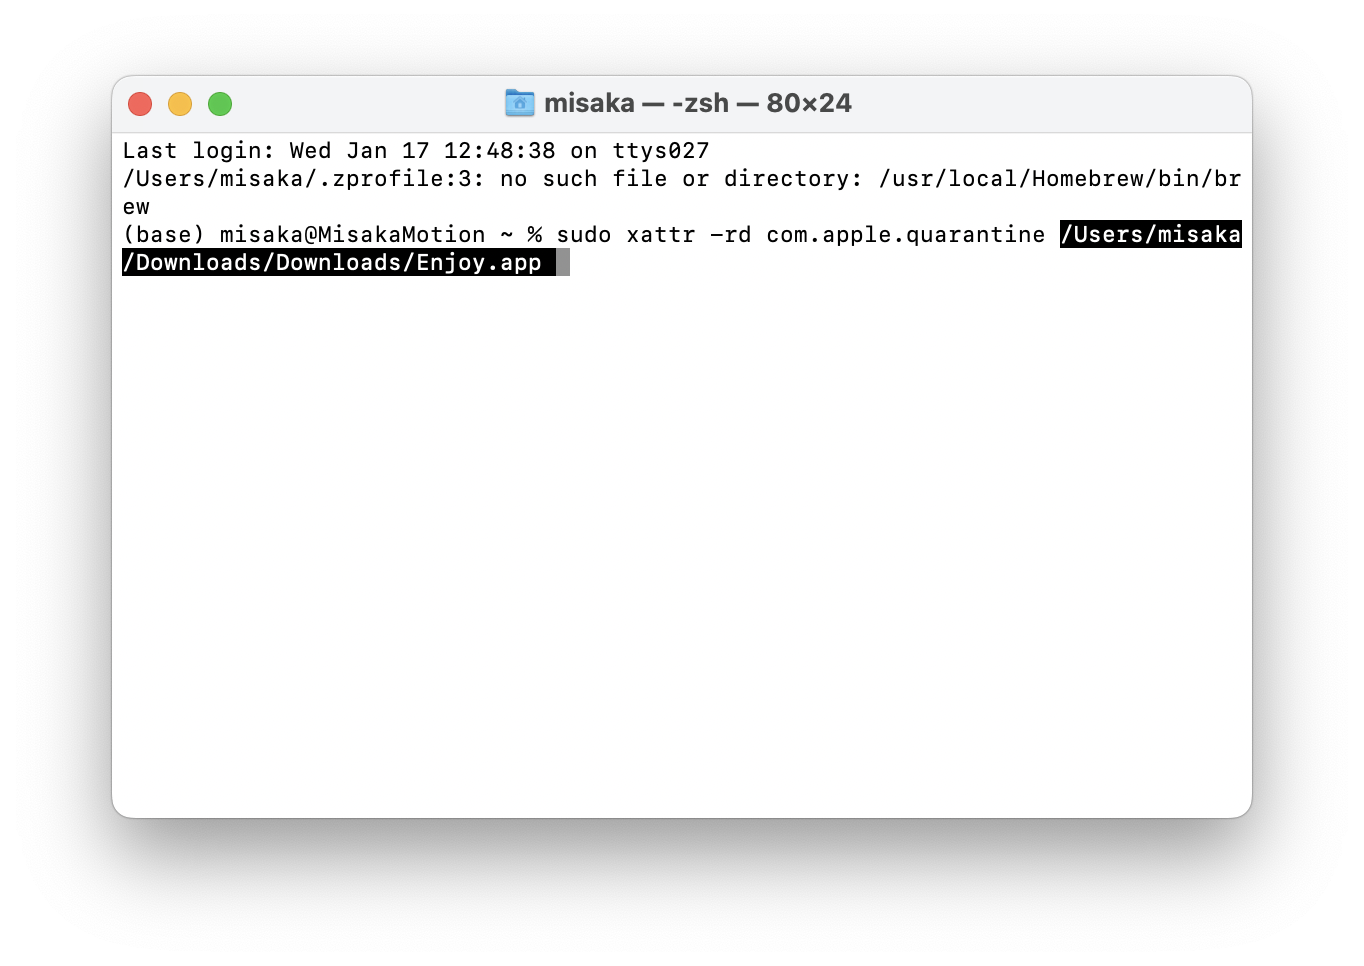 misaka — -zsh — 80×24
Last login: Wed Jan 17 12:48:38 on ttys027
/Users/misaka/.zprofile:3: no such file or directory: /usr/local/Homebrew/bin/br
ew
(base) misaka@MisakaMotion ~ % sudo xattr -rd com.apple.quarantine /Users/misaka
/Downloads/Downloads/Enjoy.app